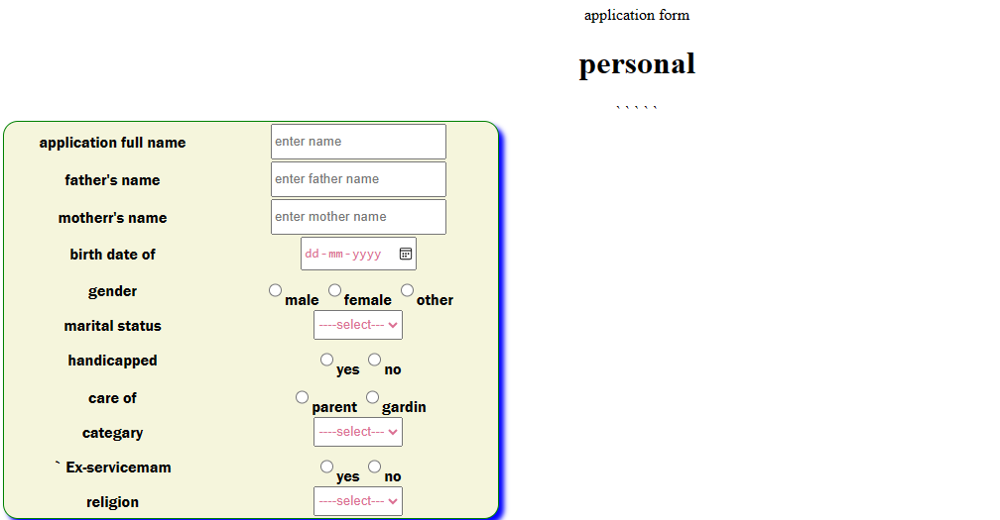 application form
personal
` ` ` ` `
application full name enter name
father's name enter father name
motherr's name enter mother name
birth date of dd-mm-yyyy
gender male female other
marital status ----select---
handicapped yes no
care of parent gardin
categary ----select---
` Ex-servicemam yes no
religion ----select---